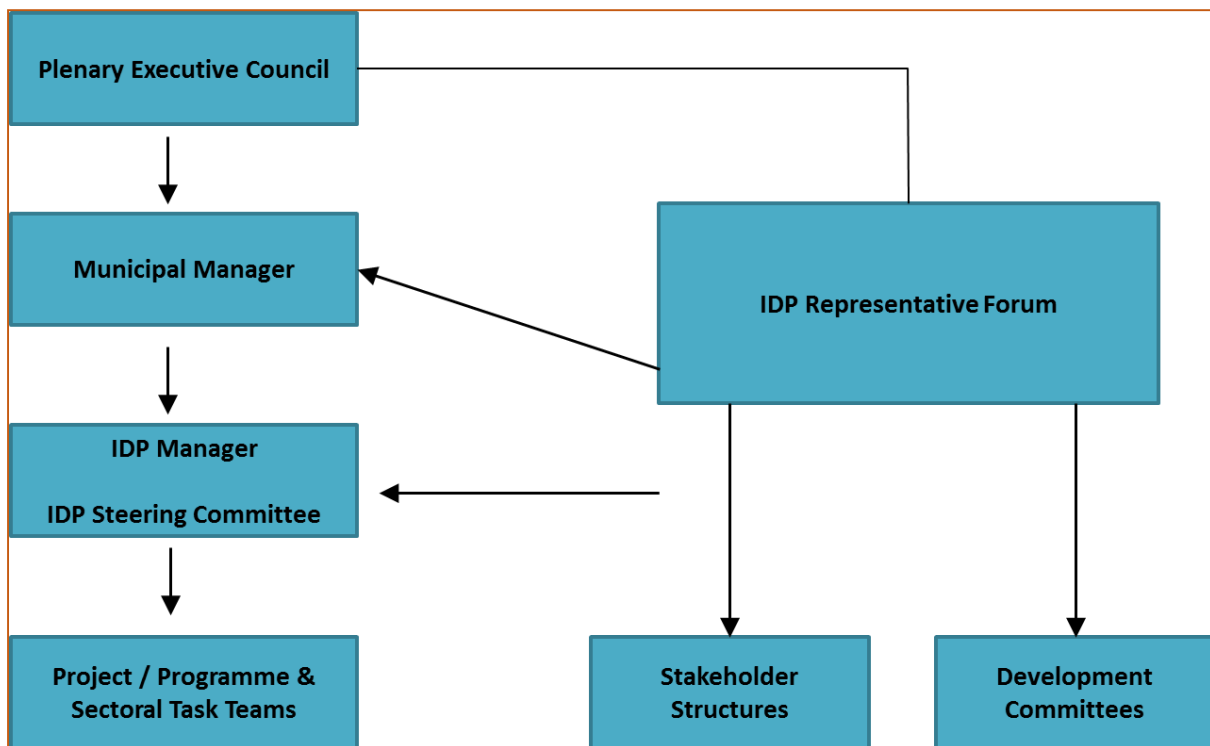 Plenary Executive Council
Municipal Manager
IDP Representative Forum
IDP Manager
IDP Steering Committee
Project / Programme &
Sectoral Task Teams
Stakeholder
Structures
Development
Committees